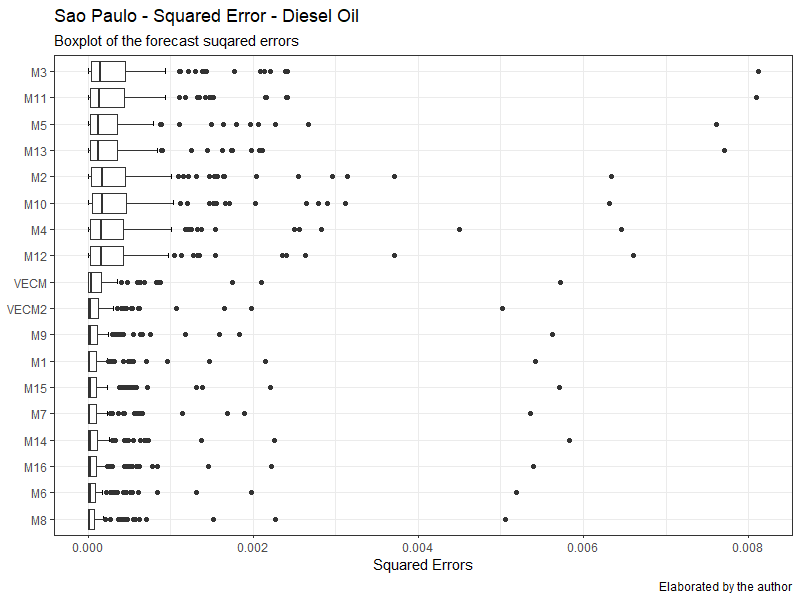 Sao Paulo - Squared Error - Diesel Oil
Boxplot of the forecast suqared errors
M3
M11
M5
M13
M2
M10
M4
M12
VECM
VECM2
M9
M1
M15
M7
M14
M16
M6
M8
0.000 0.002 0.004 0.006 0.008
Squared Errors
Elaborated by the author